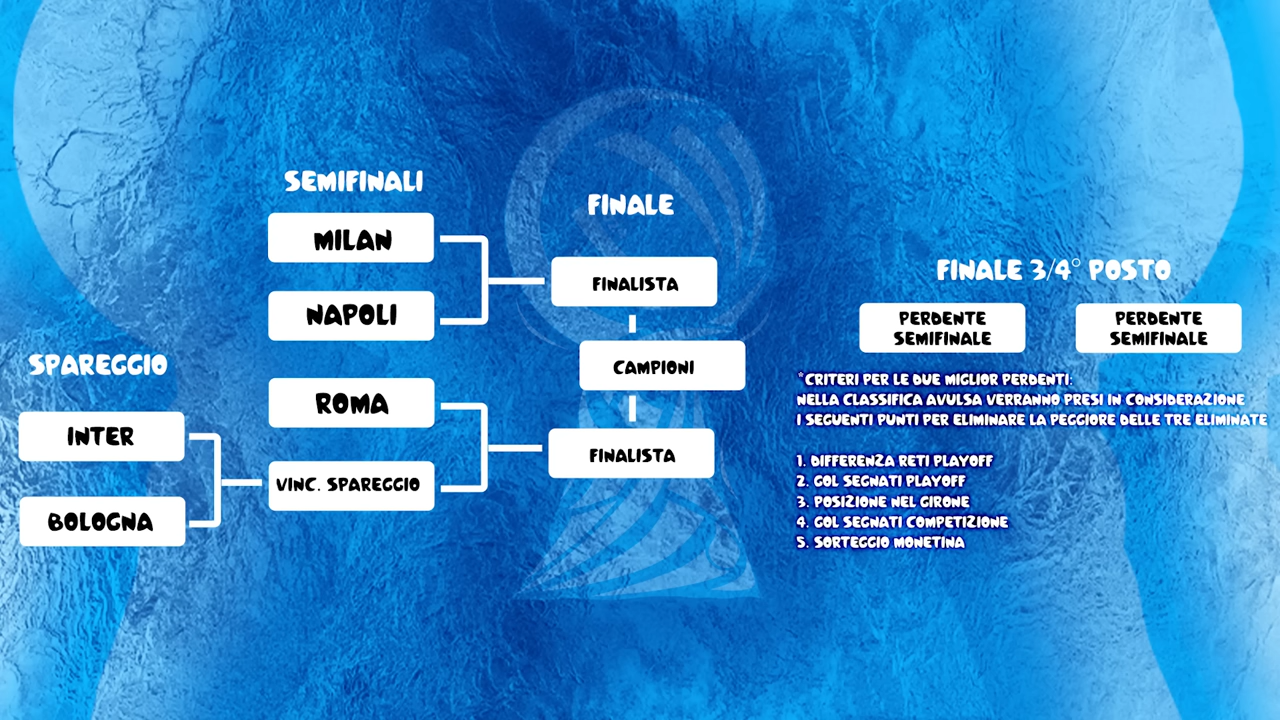 SEMIFINALI
MILAN
NAPOLI
ROMA
VINC. SPAREGGIO
SPAREGGIO
INTER
BOLOGNA
FINALE
FINALISTA
CAMPIONI
FINALISTA
FINALE 3/4° POSTO
PERDENTE
SEMIFINALE
PERDENTE
SEMIFINALE
*CRITERI PER LE DUE MIGLIOR PERDENTI:
NELLA CLASSIFICA AVULSA VERRANNO PRESI IN CONSIDERAZIONE
I SEGUENTI PUNTI PER ELIMINARE LA PEGGIORE DELLE TRE ELIMINATE
1. DIFFERENZA RETI PLAYOFF
2. GOL SEGNATI PLAYOFF
3. POSIZIONE NEL GIRONE
4. GOL SEGNATI COMPETIZIONE
5. SORTEGGIO MONETINA